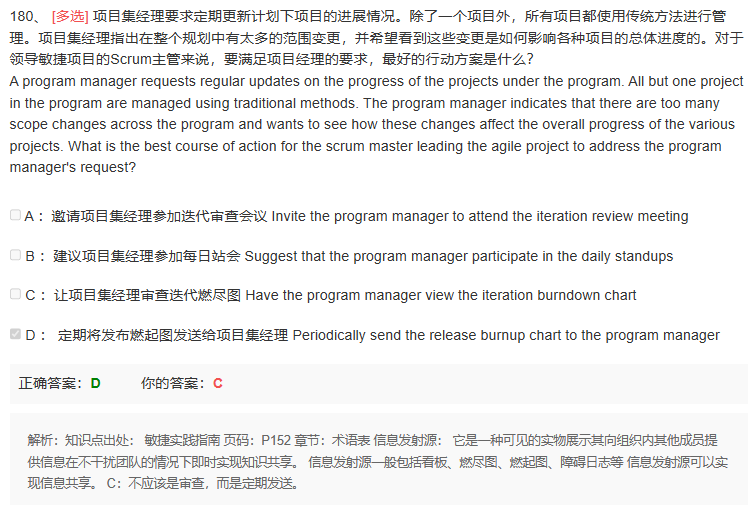 180、 [多选] 项目集经理要求定期更新计划下项目的进展情况。除了一个项目外，所有项目都使用传统方法进行管
理。项目集经理指出在整个规划中有太多的范围变更，并希望看到这些变更是如何影响各种项目的总体进度的。对于
领导敏捷项目的Scrum主管来说，要满足项目经理的要求，最好的行动方案是什么？
A program manager requests regular updates on the progress of the projects under the program. All but one project
in the program are managed using traditional methods. The program manager indicates that there are too many
scope changes across the program and wants to see how these changes affect the overall progress of the various
projects. What is the best course of action for the scrum master leading the agile project to address the program
manager's request?
A： 邀请项目集经理参加迭代审查会议 Invite the program manager to attend the iteration review meeting
B： 建议项目集经理参加每日站会 Suggest that the program manager participate in the daily standups
C： 让项目集经理审查迭代燃尽图 Have the program manager view the iteration burndown chart
D： 定期将发布燃起图发送给项目集经理 Periodically send the release burnup chart to the program manager
正确答案：D 你的答案：C
解析：知识点出处： 敏捷实践指南 页码：P152 章节：术语表 信息发射源： 它是一种可见的实物展示其向组织内其他成员提
供信息在不干扰团队的情况下即时实现知识共享。 信息发射源一般包括看板、燃尽图、燃起图、障碍日志等 信息发射源可以实
现信息共享。 C：不应该是审查，而是定期发送。